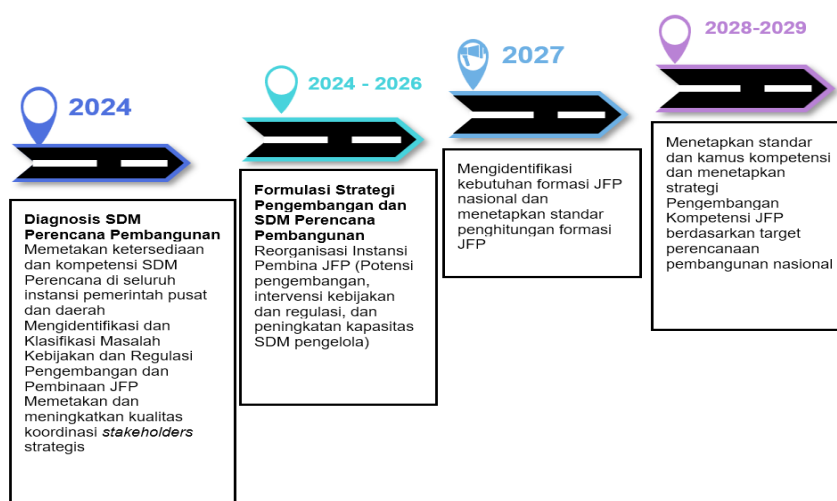 2024
Diagnosis SDM
Perencana Pembangunan
Memetakan ketersediaan
dan kompetensi SDM
Perencana di seluruh
instansi pemerintah pusat
dan daerah
Mengidentifikasi dan
Klasifikasi Masalah
Kebijakan dan Regulasi
Pengembangan dan
Pembinaan JFP
Memetakan dan
meningkatkan kualitas
koordinasi stakeholders
strategis
2024 - 2026
Formulasi Strategi
Pengembangan dan
SDM Perencana
Pembangunan
Reorganisasi Instansi
Pembina JFP (Potensi
pengembangan,
intervensi kebijakan
dan regulasi, dan
peningkatan kapasitas
SDM pengelola)
2027
Mengidentifikasi
kebutuhan formasi JFP
nasional dan
menetapkan standar
penghitungan formasi
JFP
2028-2029
Menetapkan standar
dan kamus kompetensi
dan menetapkan
strategi
Pengembangan
Kompetensi JFP
berdasarkan target
perencanaan
pembangunan nasional